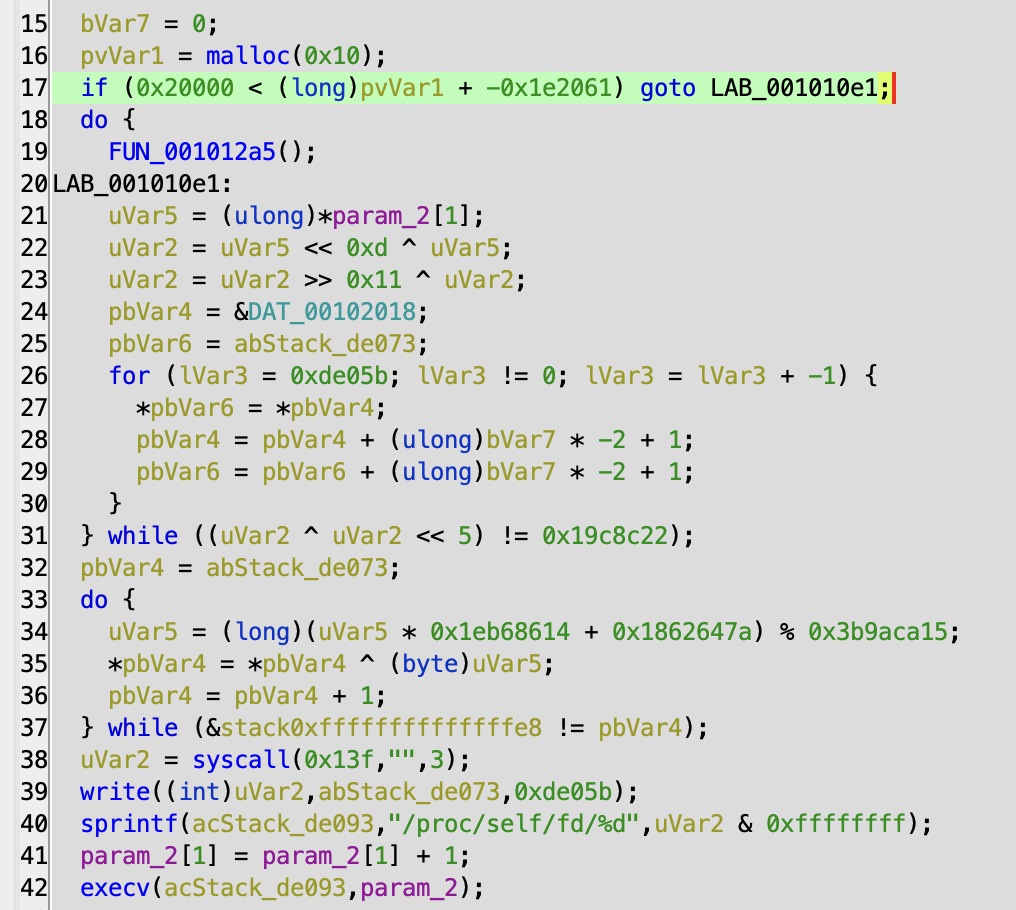 15 bVar7 = 0;
16 pvVar1 = malloc(0x10);
17 if (0x20000 < (long)pvVar1 + -0x1e2061) goto LAB_001010e1;
18 do {
19 FUN_001012a5();
20 LAB_001010e1:
21 uVar5 = (ulong)*param_2[1];
22 uVar2 = uVar5 << 0xd ^ uVar5;
23 uVar2 = uVar2 >> 0x11 ^ uVar2;
24 pbVar4 = &DAT_00102018;
25 pbVar6 = abStack_de073;
26 for (lVar3 = 0xde05b; lVar3 != 0; lVar3 = lVar3 + -1) {
27 *pbVar6 = *pbVar4;
28 pbVar4 = pbVar4 + (ulong)bVar7 * -2 + 1;
29 pbVar6 = pbVar6 + (ulong)bVar7 * -2 + 1;
30 }
31 } while ((uVar2 ^ uVar2 << 5) != 0x19c8c22);
32 pbVar4 = abStack_de073;
33 do {
34 uVar5 = (long)(uVar5 * 0x1eb68614 + 0x1862647a) % 0x3b9aca15;
35 *pbVar4 = *pbVar4 ^ (byte)uVar5;
36 pbVar4 = pbVar4 + 1;
37 } while (&stack0xffffffffffffffe8 != pbVar4);
38 uVar2 = syscall(0x13f,"",3);
39 write((int)uVar2,abStack_de073,0xde05b);
40 sprintf(acStack_de093,"/proc/self/fd/%d",uVar2 & 0xffffffff);
41 param_2[1] = param_2[1] + 1;
42 execv(acStack_de093,param_2);